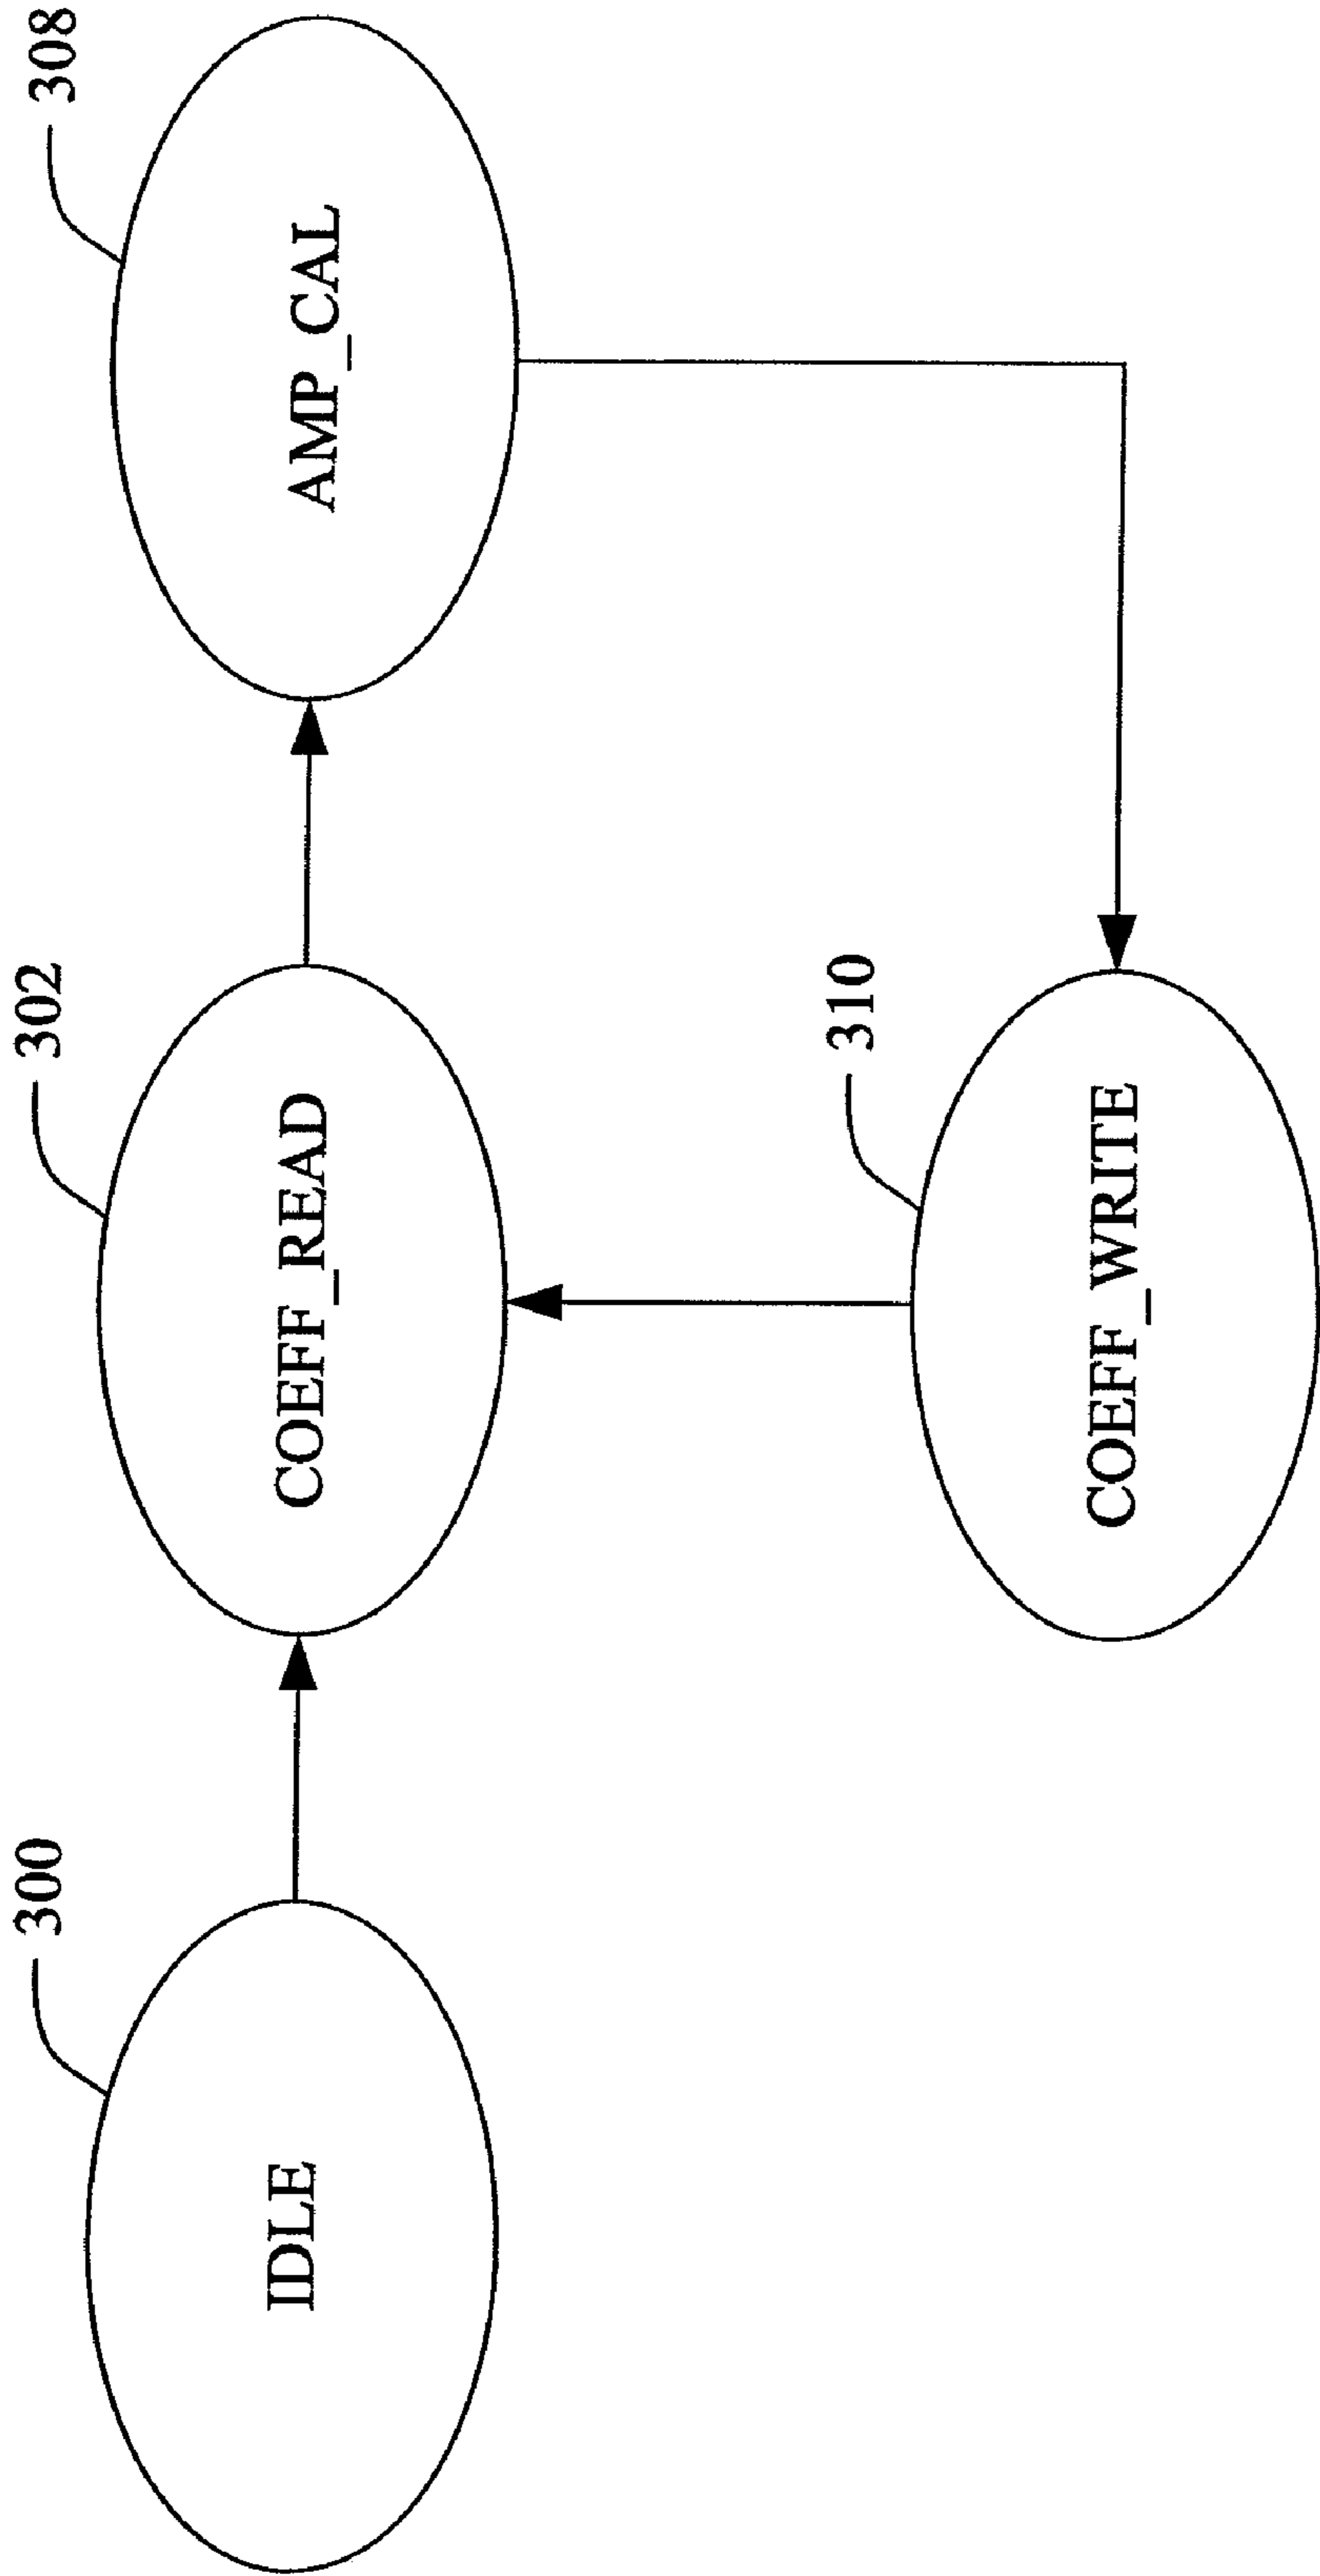 300
IDLE
302
COEFF_READ
308
AMP_CAL
310
COEFF_WRITE